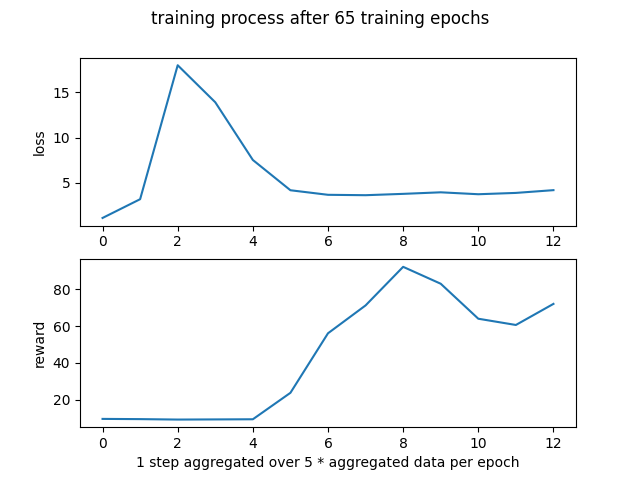 training process after 65 training epochs
15
10
5
loss
0 2 4 6 8 10 12
80
60
40
20
reward
0 2 4 6 8 10 12
1 step aggregated over 5 * aggregated data per epoch